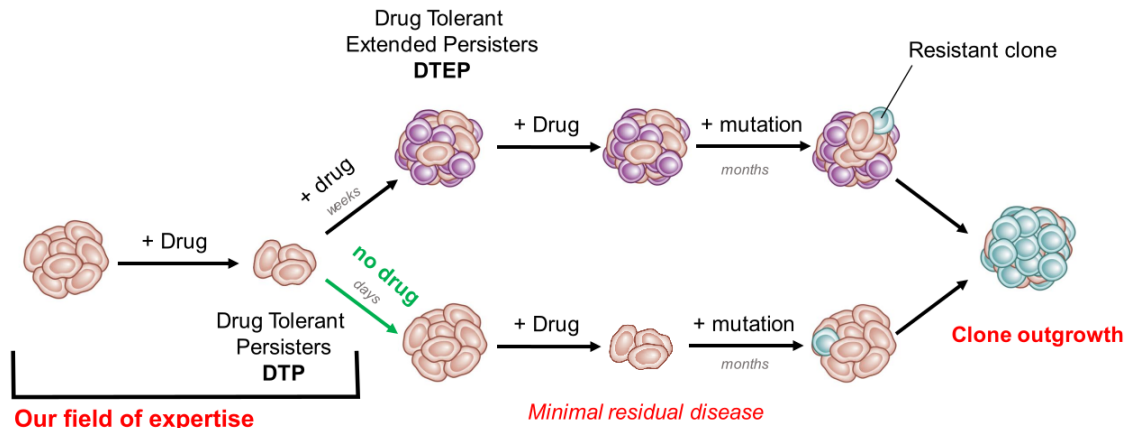 Drug Tolerant
Extended Persisters
DTEP
Resistant clone
+ Drug
+ mutation
months
+ drug
weeks
+ Drug
no drug
days
Drug Tolerant
Persisters
DTP
+ Drug
+ mutation
months
Clone outgrowth
Our field of expertise
Minimal residual disease